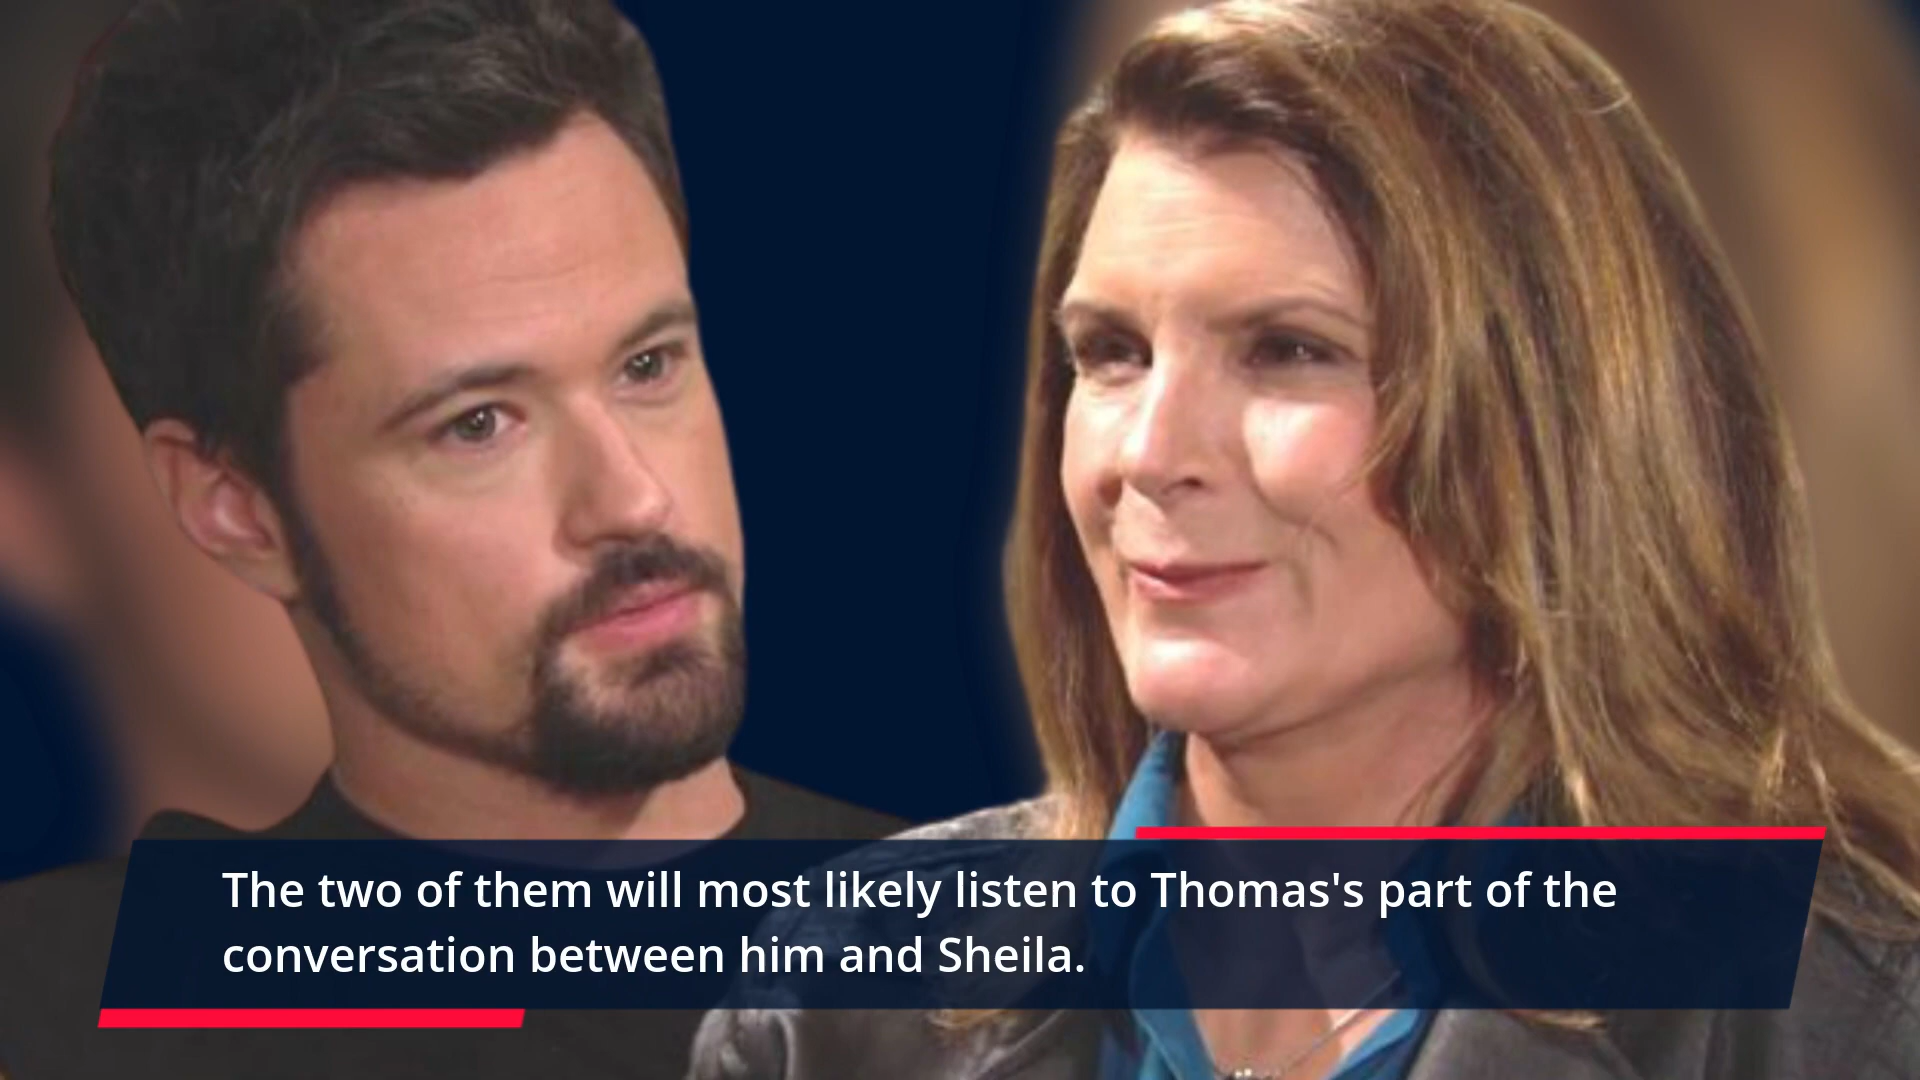 The two of them will most likely listen to Thomas's part of the
conversation between him and Sheila.